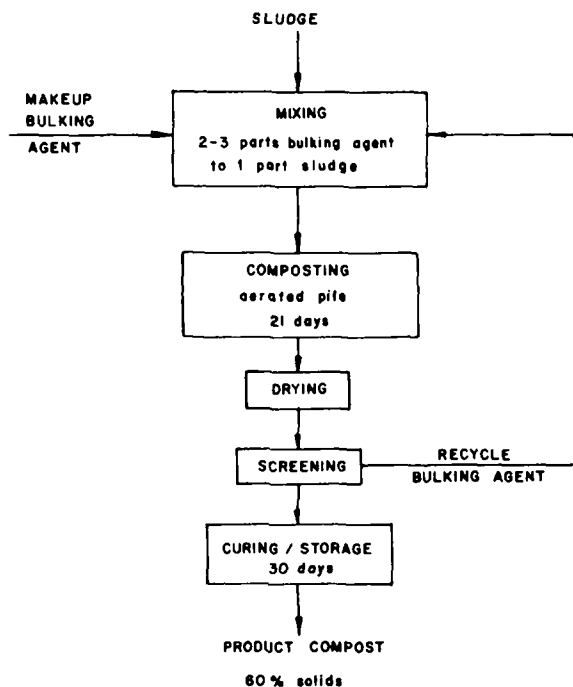 SLUDGE
MAKEUP
BULKING
AGENT
MIXING
2-3 parts bulking agent
to 1 part sludge
COMPOSTING
aerated pile
21 days
DRYING
SCREENING
RECYCLE
BULKING AGENT
CURING / STORAGE
30 days
PRODUCT COMPOST
60% solids